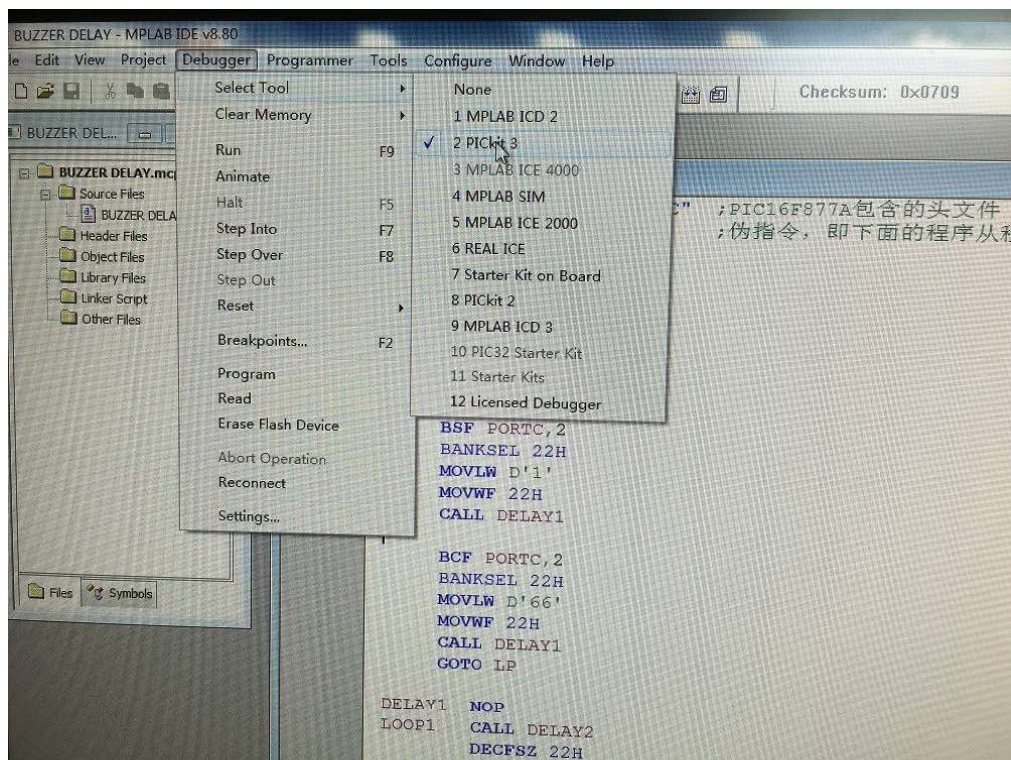 BUZZER DELAY - MPLAB IDE v8.80
Edit View Project Debugger Programmer Tools Configure Window Help
Checksum: 0x0709
BUZZER DEL...
BUZZER DELAY.mc
Source Files
BUZZER DELA
Header Files
Object Files
Library Files
Linker Script
Other Files
Files Symbols
Select Tool
Clear Memory
Run F9
Animate
Halt F5
Step Into F7
Step Over F8
Step Out
Reset
Breakpoints... F2
Program
Read
Erase Flash Device
Abort Operation
Reconnect
Settings...
None
1 MPLAB ICD 2
2 PICkit 3
3 MPLAB ICE 4000
4 MPLAB SIM
5 MPLAB ICE 2000
6 REAL ICE
7 Starter Kit on Board
8 PICkit 2
9 MPLAB ICD 3
10 PIC32 Starter Kit
11 Starter Kits
12 Licensed Debugger
C" ;PIC16F877A包含的头文件
;伪指令，即下面的程序从程
BSF PORTC,2
BANKSEL 22H
MOVLW D'1'
MOVWF 22H
CALL DELAY1
BCF PORTC,2
BANKSEL 22H
MOVLW D'66'
MOVWF 22H
CALL DELAY1
GOTO LP
DELAY1 NOP
LOOP1 CALL DELAY2
DECFSZ 22H